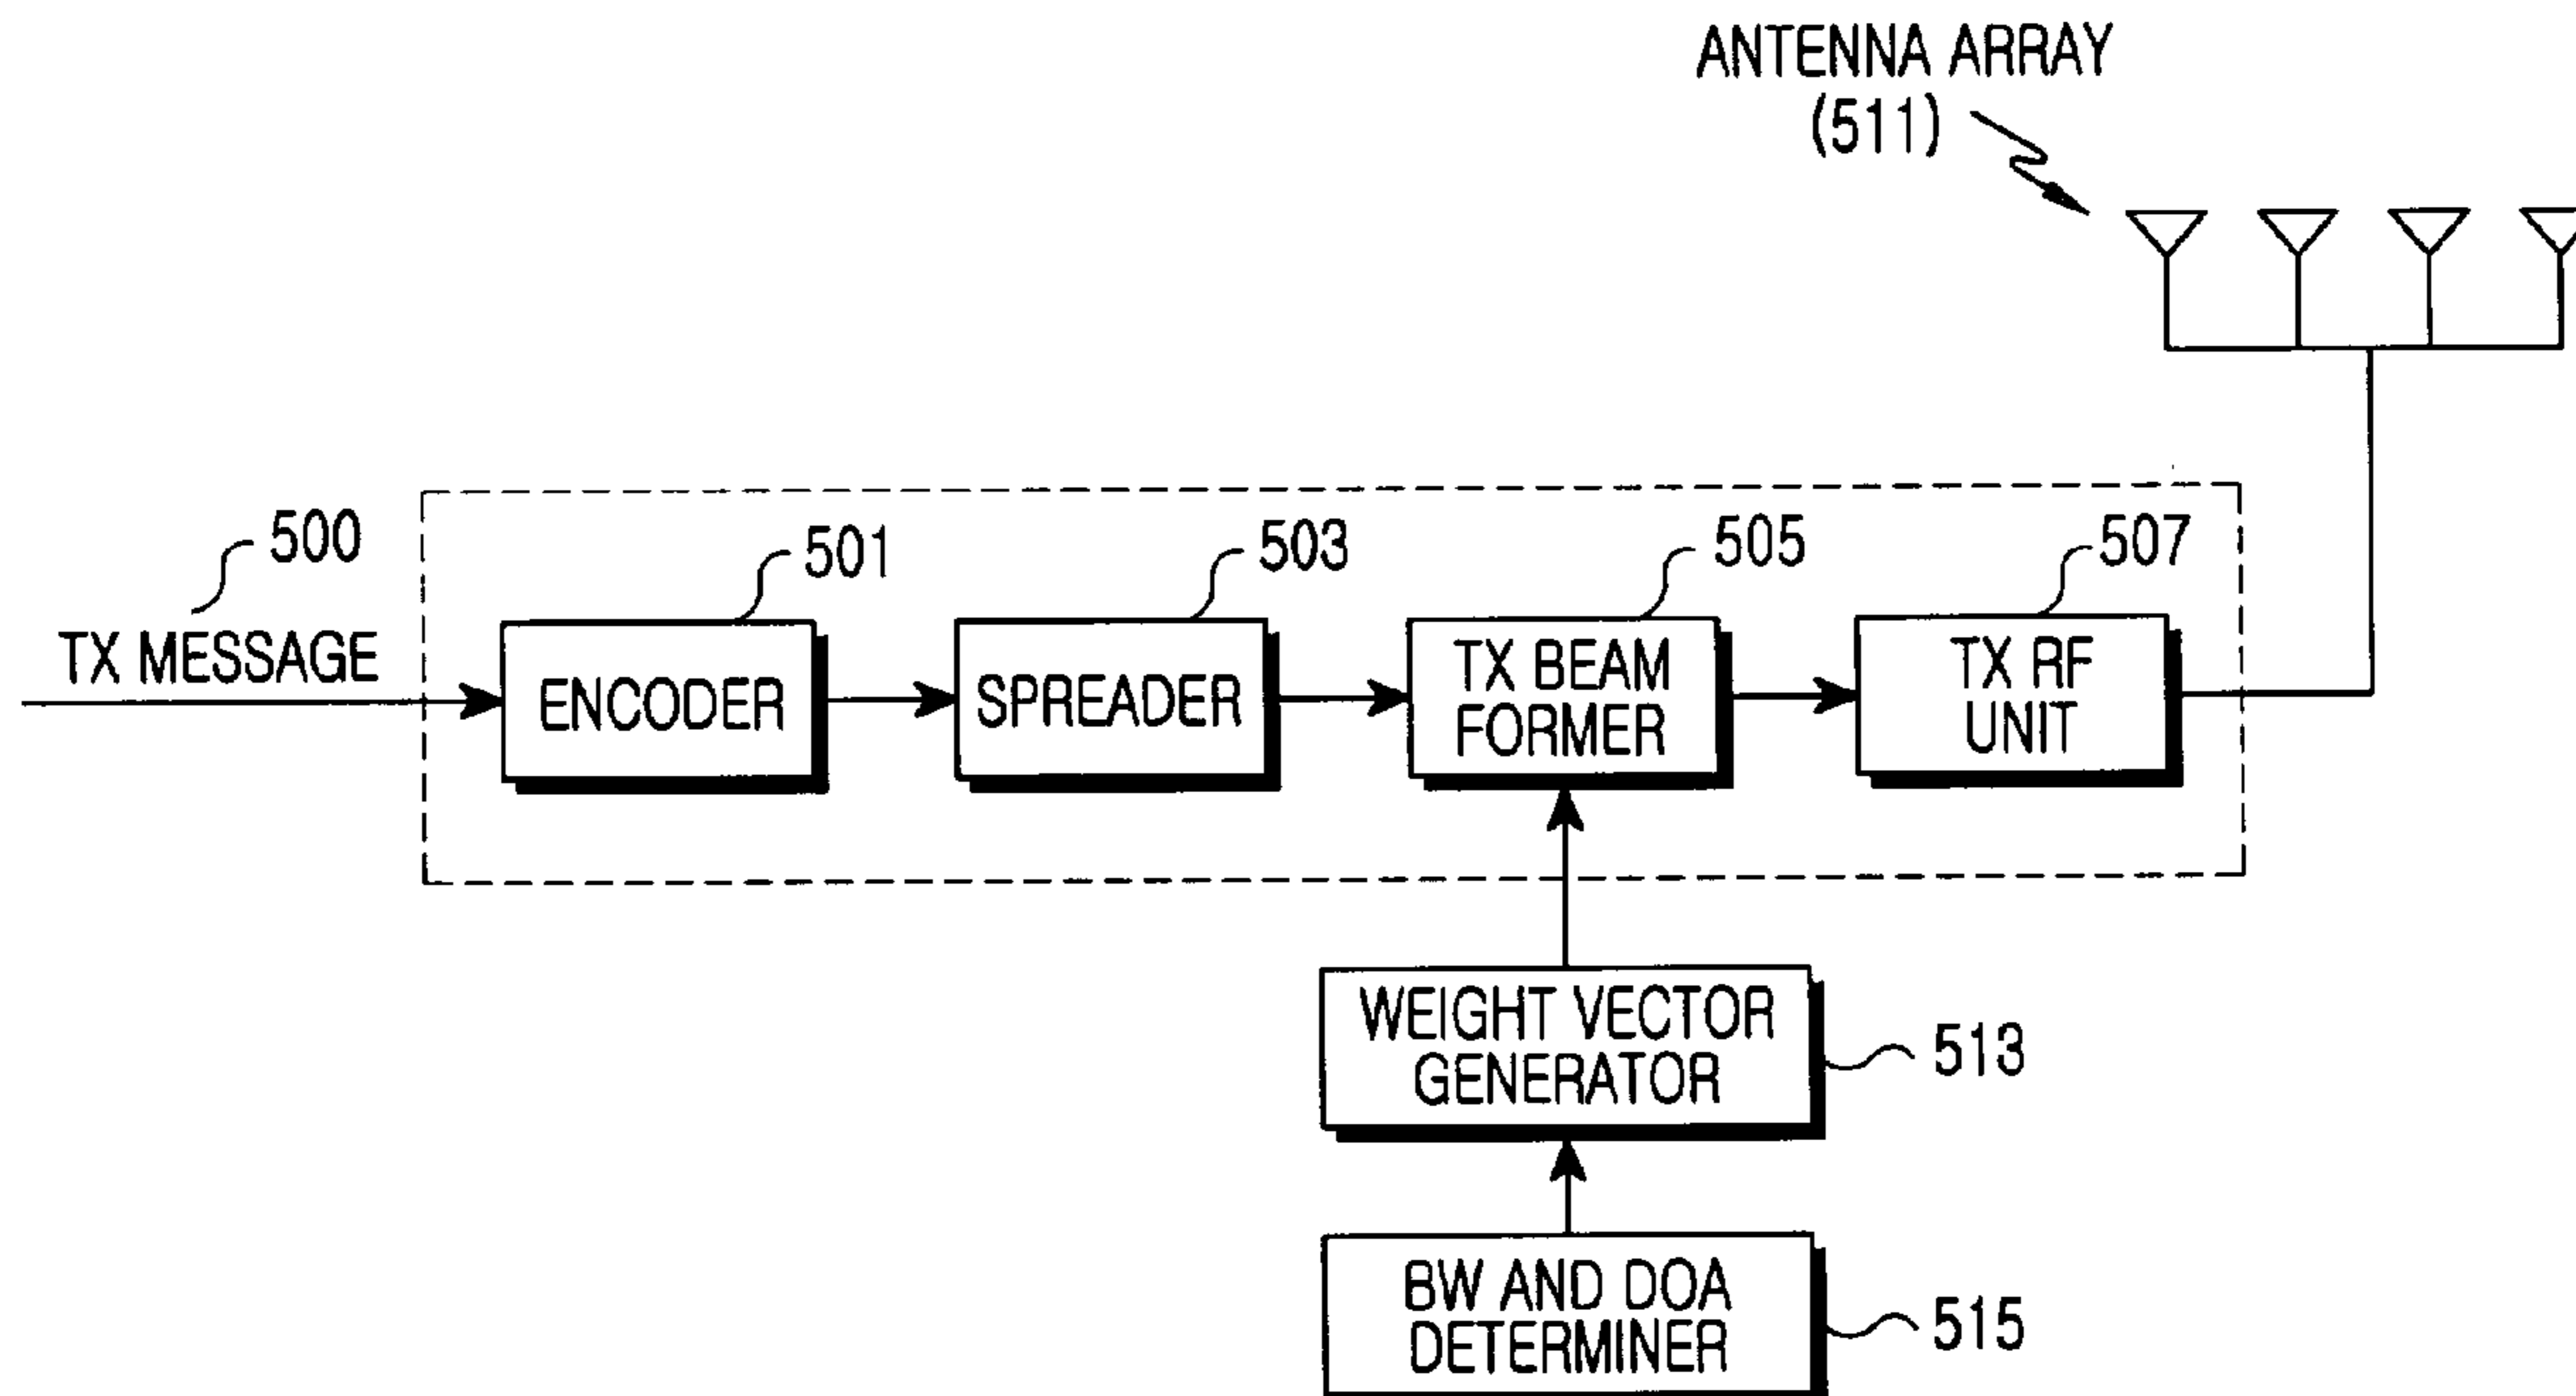 ANTENNA ARRAY
(511)
500
501
503
505
507
TX MESSAGE
ENCODER
SPREADER
TX BEAM
FORMER
TX RF
UNIT
WEIGHT VECTOR
GENERATOR
513
BW AND DOA
DETERMINER
515